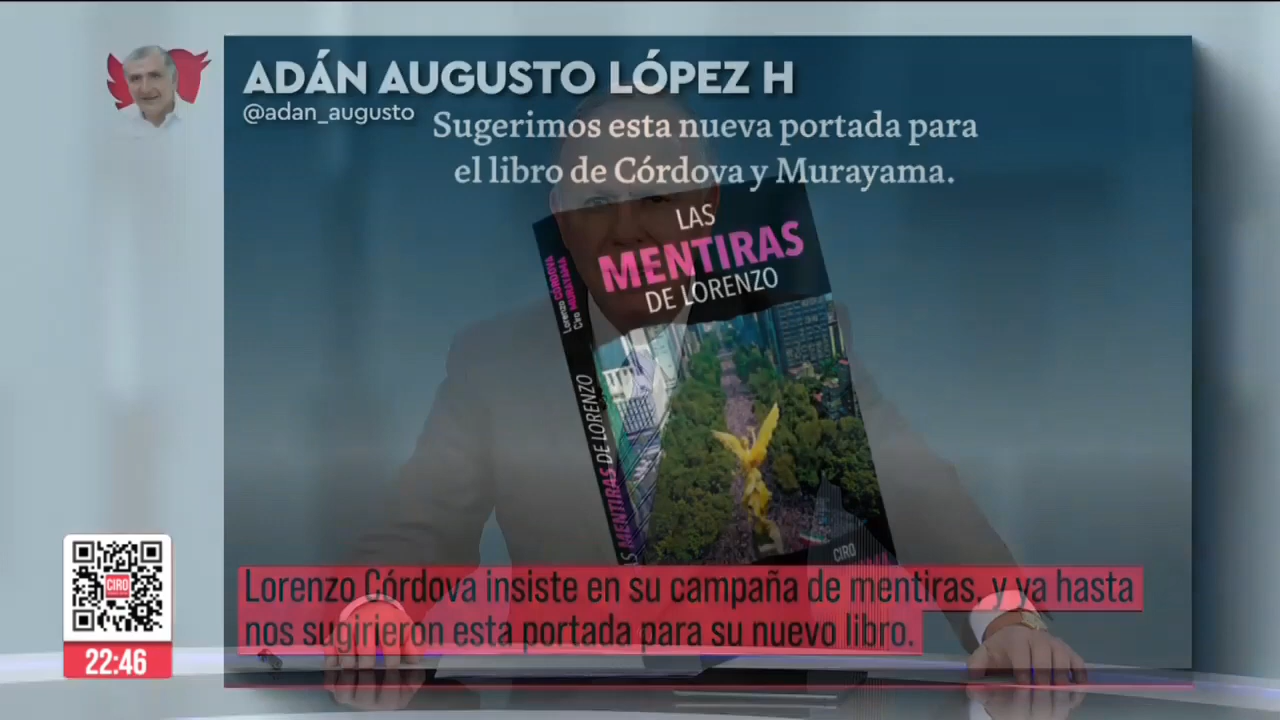 ADÁN AUGUSTO LÓPEZ H
@adan_augusto
Sugerimos esta nueva portada para
el libro de Córdova y Murayama.
LAS
MENTIRAS
DE LORENZO
Lorenzo CÓRDOVA
Ciro MURAYAMA
MENTIRAS DE LORENZO
CIRO
Lorenzo Córdova insiste en su campaña de mentiras, y ya hasta
nos sugirieron esta portada para su nuevo libro.
CIRO
22:46